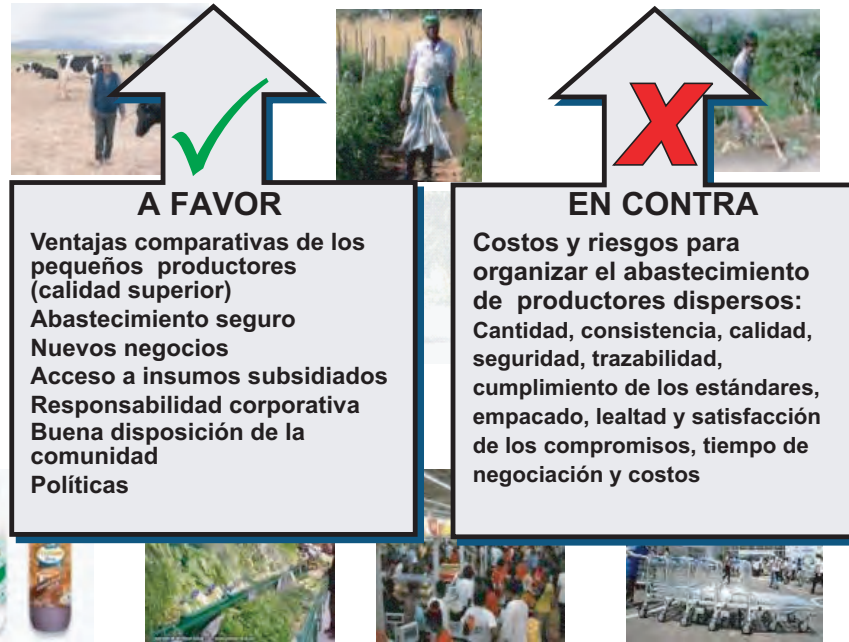 A FAVOR
Ventajas comparativas de los
pequeños productores
(calidad superior)
Abastecimiento seguro
Nuevos negocios
Acceso a insumos subsidiados
Responsabilidad corporativa
Buena disposición de la
comunidad
Políticas
X
EN CONTRA
Costos y riesgos para
organizar el abastecimiento
de productores dispersos:
Cantidad, consistencia, calidad,
seguridad, trazabilidad,
cumplimiento de los estándares,
empacado, lealtad y satisfacción
de los compromisos, tiempo de
negociación y costos